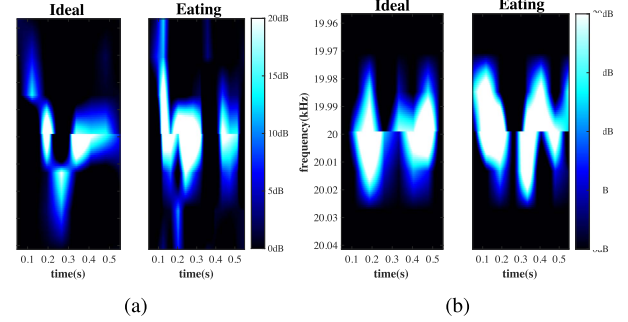 Ideal
Eating
20dB
15dB
10dB
5dB
0dB
0.1 0.2 0.3 0.4 0.5
0.1 0.2 0.3 0.4 0.5
time(s)
time(s)
(a)
Ideal
Eating
frequency(kHz)
19.96
19.97
19.98
19.99
20
20.01
20.02
20.03
20.04
dB
dB
B
0.1 0.2 0.3 0.4 0.5
0.1 0.2 0.3 0.4 0.5
time(s)
time(s)
(b)